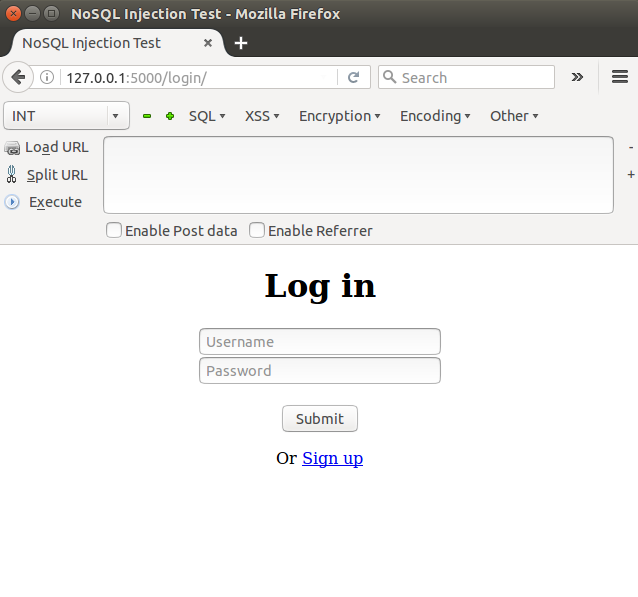 NoSQL Injection Test - Mozilla Firefox
NoSQL Injection Test
127.0.0.1:5000/login/ Search
INT SQL XSS Encryption Encoding Other
Load URL
Split URL
Execute
Enable Post data Enable Referrer
Log in
Username
Password
Submit
Or Sign up